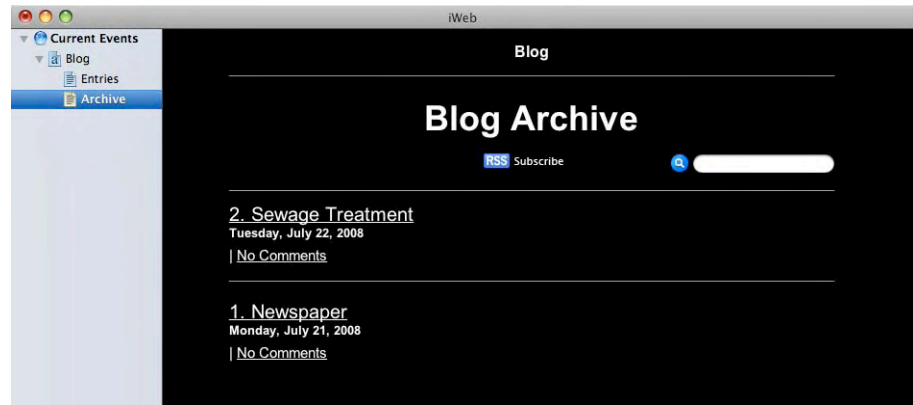 iWeb
Current Events
Blog
Entries
Archive
Blog
Blog Archive
RSS Subscribe
2. Sewage Treatment
Tuesday, July 22, 2008
| No Comments
1. Newspaper
Monday, July 21, 2008
| No Comments